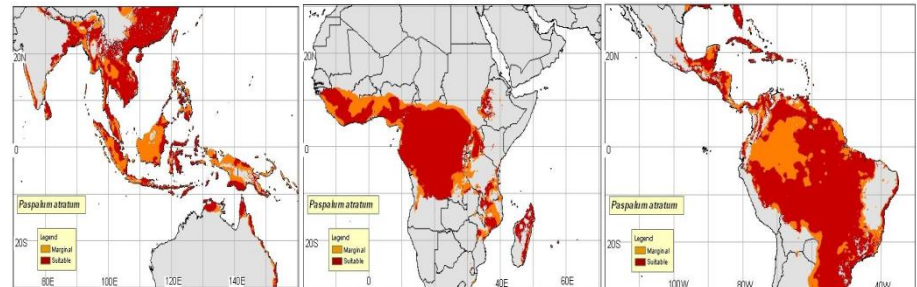 20N
0
20S
Paspalum atratum
Legend
Marginal
Suitable
80E 100E 120E 140E
20N
0
20S
Paspalum atratum
Legend
Marginal
Suitable
0 40E 60E
20N
0
20S
Paspalum atratum
Legend
Marginal
Suitable
100W 80W 40W